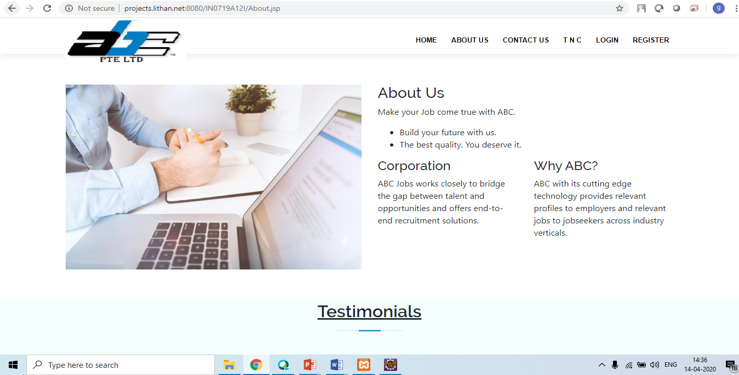 Not secure | projects.lithan.net:8080/IN0719A12I/About.jsp
g
abc
PTE LTD
HOME ABOUT US CONTACT US T N C LOGIN REGISTER
About Us
Make your Job come true with ABC.
• Build your future with us.
• The best quality. You deserve it.
Corporation
ABC Jobs works closely to bridge
the gap between talent and
opportunities and offers end-to-
end recruitment solutions.
Why ABC?
ABC with its cutting edge
technology provides relevant
profiles to employers and relevant
jobs to jobseekers across industry
verticals.
Testimonials
Type here to search
ENG
14:36
14-04-2020